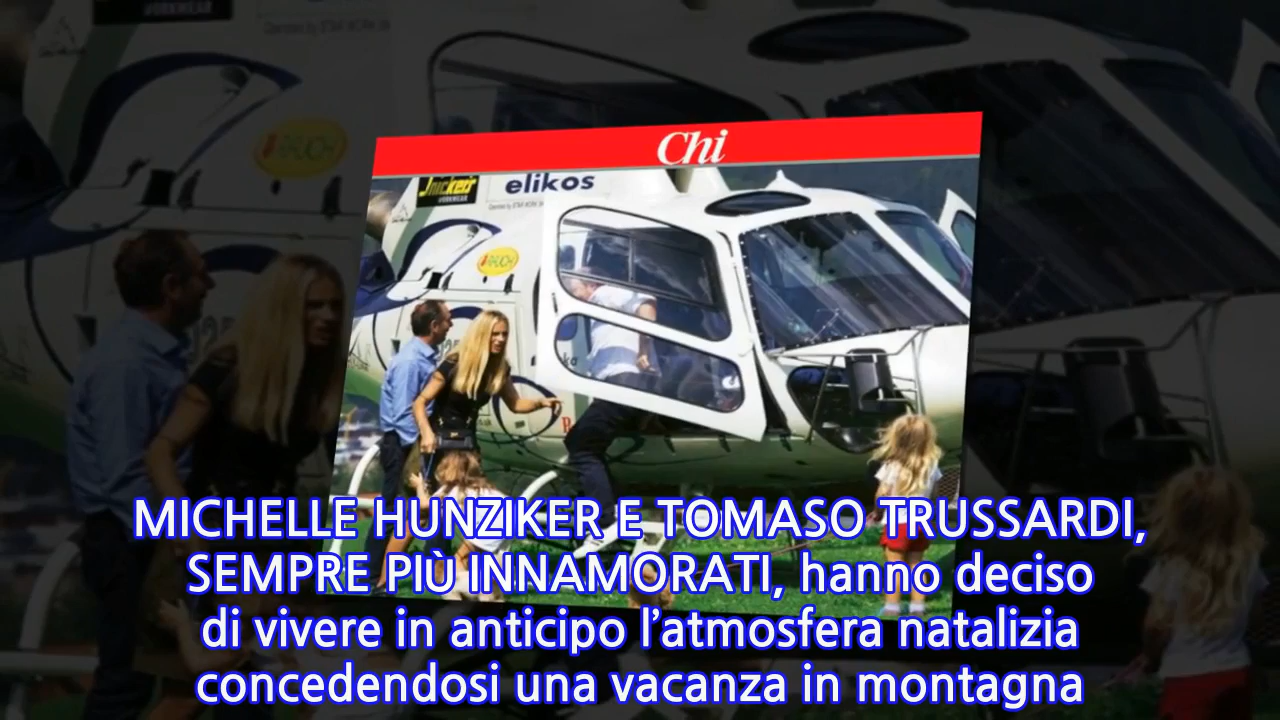 Chi
elikos
RAUCH
MICHELLE HUNZIKER E TOMASO TRUSSARDI,
SEMPRE PIÙ INNAMORATI, hanno deciso
di vivere in anticipo l'atmosfera natalizia
concedendosi una vacanza in montagna